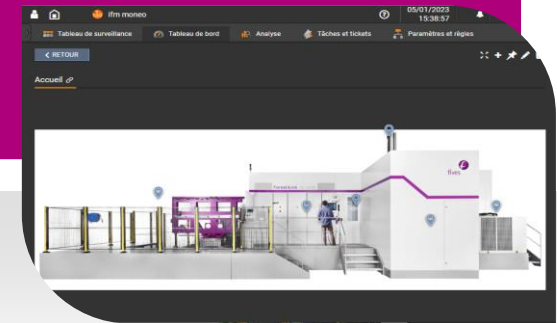 ifm moneo
05/01/2023
15:38:57
Tableau de surveillance
Tableau de bord
Analyse
Tâches et tickets
Paramètres et règles
< RETOUR
Accueil
fives